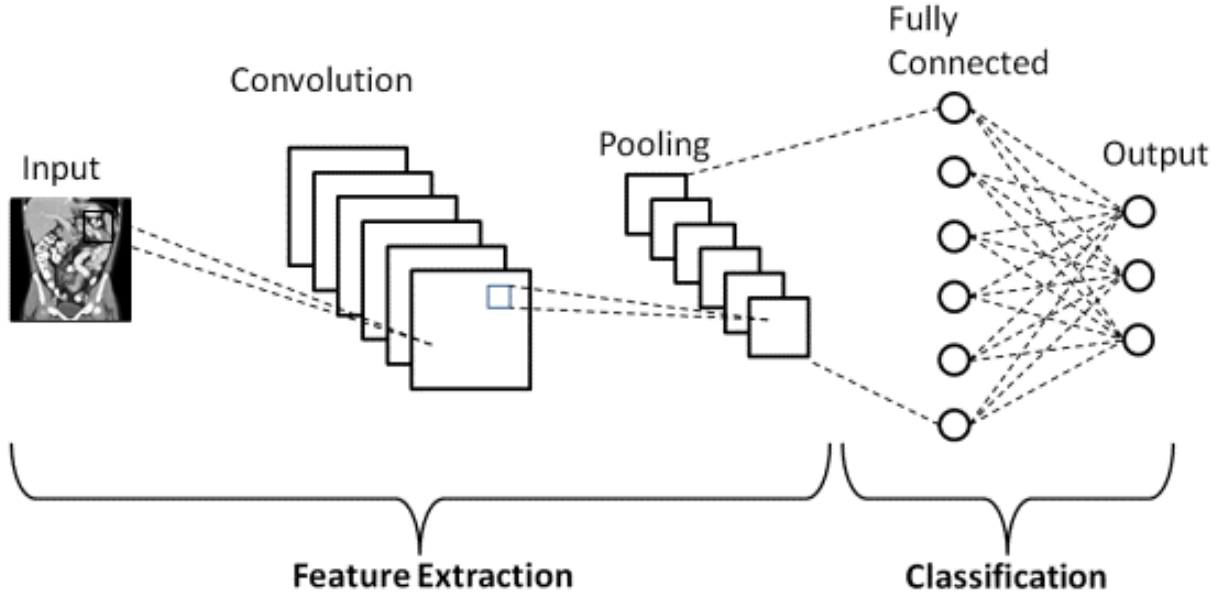 Input
Convolution
Pooling
Fully
Connected
Output
Feature Extraction
Classification